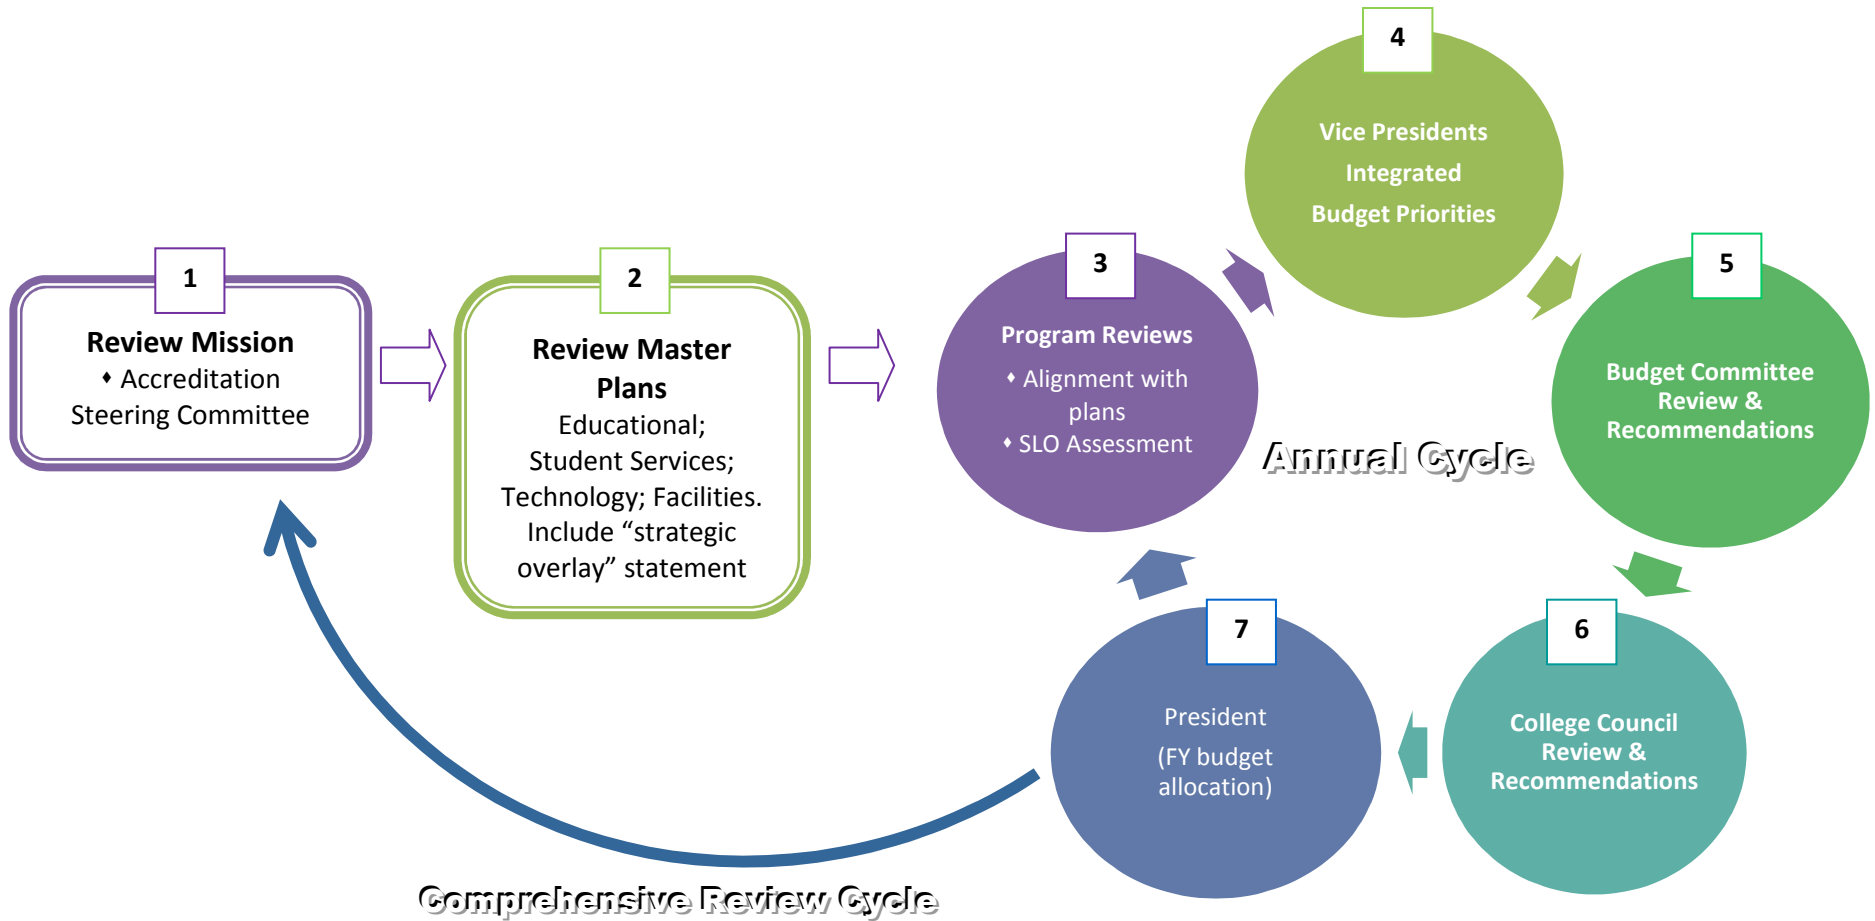 1
Review Mission
♦ Accreditation
Steering Committee
2
Review Master
Plans
Educational;
Student Services;
Technology; Facilities.
Include “strategic
overlay” statement
3
Program Reviews
♦ Alignment with
plans
♦ SLO Assessment
4
Vice Presidents
Integrated
Budget Priorities
5
Budget Committee
Review &
Recommendations
Annual Cycle
6
College Council
Review &
Recommendations
7
President
(FY budget
allocation)
Comprehensive Review Cycle